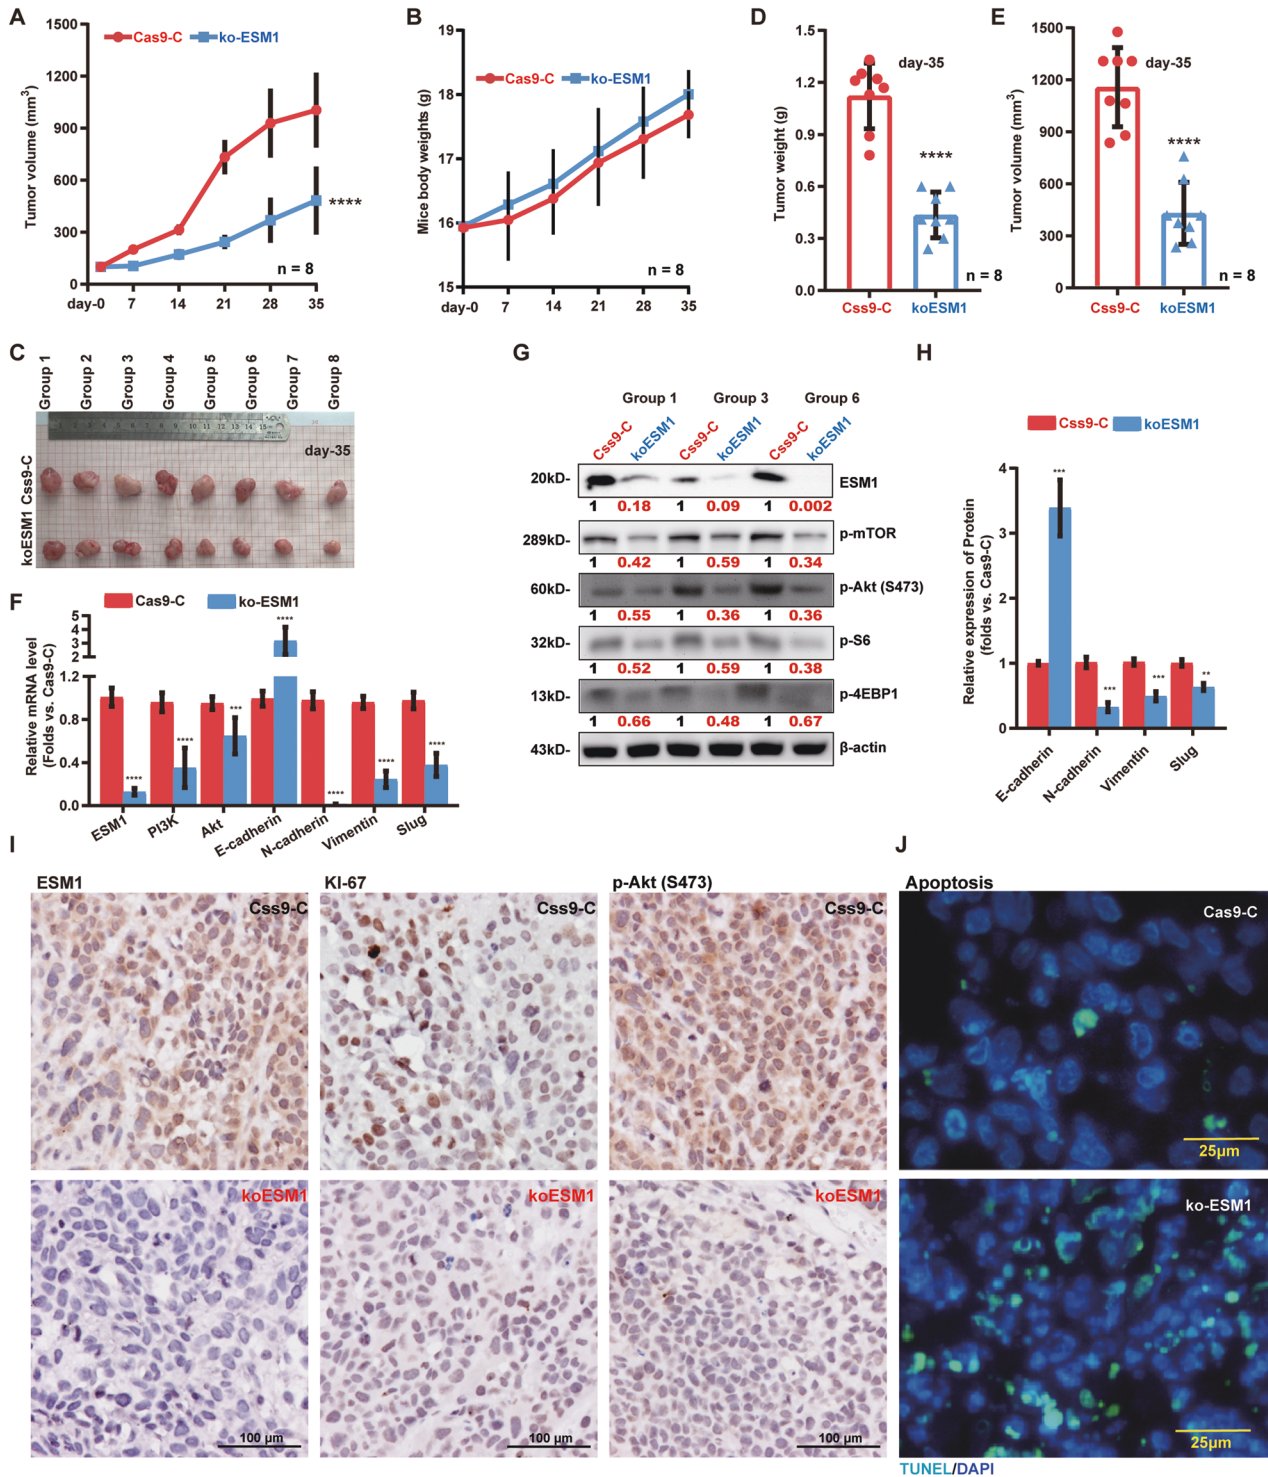 A
Cas9-C
ko-ESM1
Tumor volume (mm3)
1500
1200
900
600
300
0
****
n = 8
day-0 7 14 21 28 35
B
Cas9-C
ko-ESM1
Mice body weights (g)
19
18
17
16
15
n = 8
day-0 7 14 21 28 35
D
day-35
Tumor weight (g)
1.5
1.2
0.9
0.6
0.3
0.0
****
n = 8
Css9-C koESM1
E
day-35
Tumor volume (mm3)
1500
1200
900
600
300
0
****
n = 8
Css9-C koESM1
C
Group 1
Group 2
Group 3
Group 4
Group 5
Group 6
Group 7
Group 8
day-35
koESM1 Css9-C
F
Cas9-C
ko-ESM1
Relative mRNA level
(Folds vs. Cas9-C)
5
4
3
2
1.2
0.8
0.4
0.0
**** **** *** **** **** **** ****
ESM1 PI3K Akt E-cadherin N-cadherin Vimentin Slug
G
Group 1 Group 3 Group 6
Css9-C koESM1 Css9-C koESM1 Css9-C koESM1
20kD- ESM1
1 0.18 1 0.09 1 0.002
289kD- p-mTOR
1 0.42 1 0.59 1 0.34
60kD- p-Akt (S473)
1 0.55 1 0.36 1 0.36
32kD- p-S6
1 0.52 1 0.59 1 0.38
13kD- p-4EBP1
1 0.66 1 0.48 1 0.67
43kD- β-actin
H
Css9-C koESM1
Relative expression of Protein
(folds vs. Cas9-C)
4
3
2
1
0
*** *** *** **
E-cadherin N-cadherin Vimentin Slug
I
ESM1 KI-67 p-Akt (S473)
Css9-C Css9-C Css9-C
koESM1 koESM1 koESM1
100 μm 100 μm 100 μm
J
Apoptosis
Cas9-C
25μm
ko-ESM1
25μm
TUNEL/DAPI